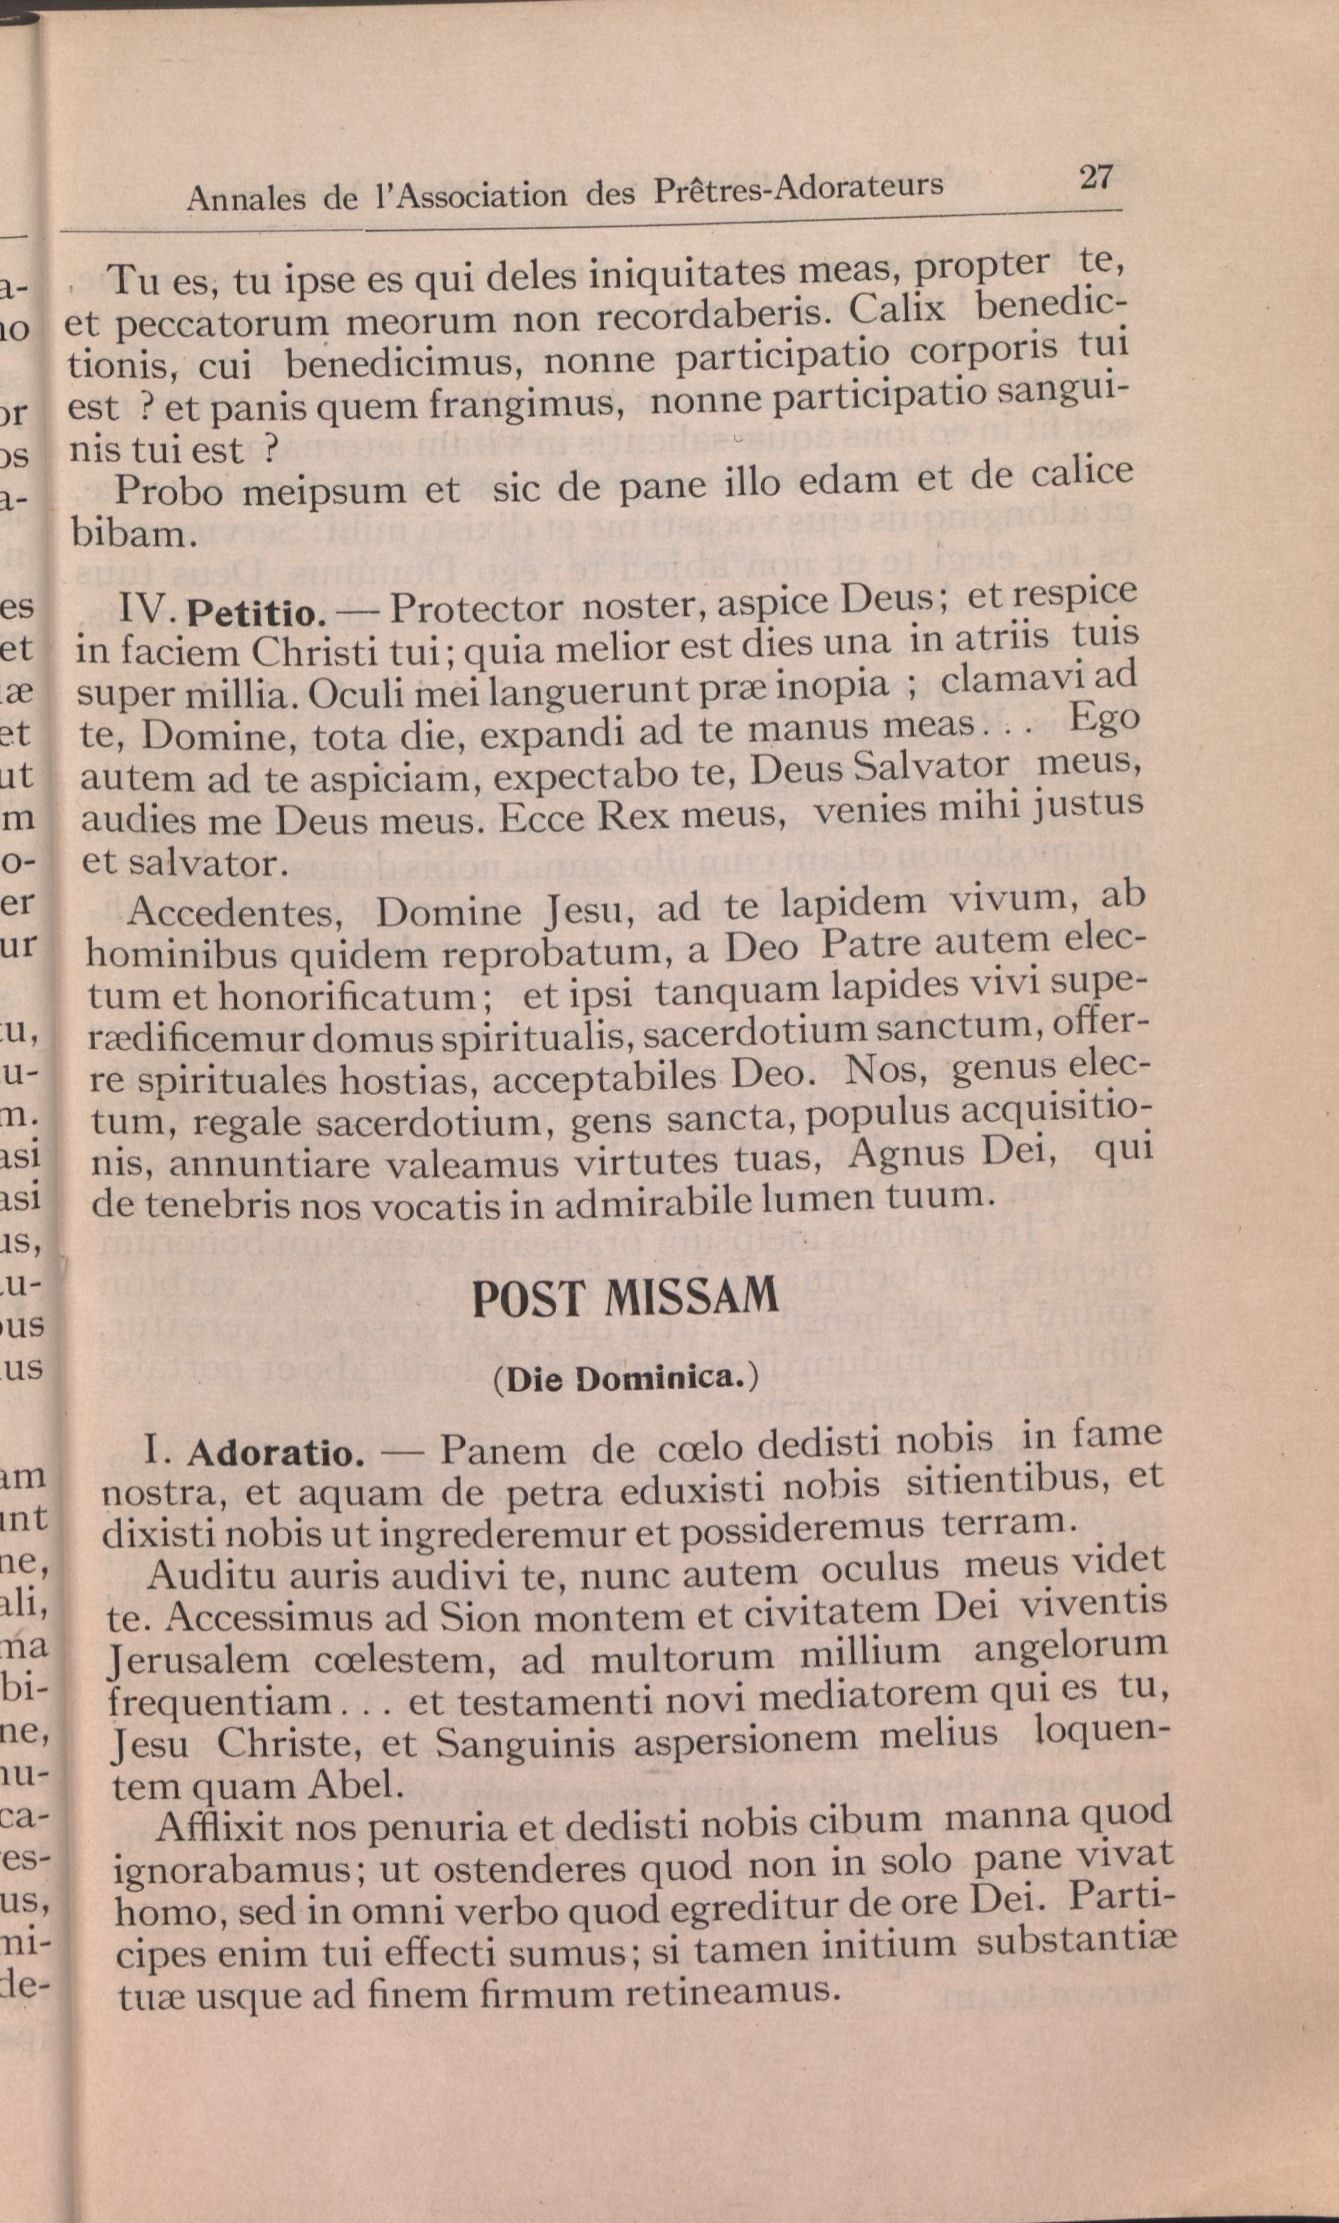 Annales de l'Association des Prêtres-Adorateurs 27
Tu es, tu ipse es qui deles iniquitates meas, propter te,
et peccatorum meorum non recordaberis. Calix benedic-
tionis, cui benedicimus, nonne participatio corporis tui
est ? et panis quem frangimus, nonne participatio sangui-
nis tui est ?
Probo meipsum et sic de pane illo edam et de calice
bibam.
IV. Petitio. — Protector noster, aspice Deus; et respice
in faciem Christi tui; quia melior est dies una in atriis tuis
super millia. Oculi mei languerunt præ inopia ; clamavi ad
te, Domine, tota die, expandi ad te manus meas... Ego
autem ad te aspiciam, expectabo te, Deus Salvator meus,
audies me Deus meus. Ecce Rex meus, venies mihi justus
et salvator.
Accedentes, Domine Jesu, ad te lapidem vivum, ab
hominibus quidem reprobatum, a Deo Patre autem elec-
tum et honorificatum; et ipsi tanquam lapides vivi supe-
rædificemur domus spiritualis, sacerdotium sanctum, offer-
re spirituales hostias, acceptabiles Deo. Nos, genus elec-
tum, regale sacerdotium, gens sancta, populus acquisitio-
nis, annuntiare valeamus virtutes tuas, Agnus Dei, qui
de tenebris nos vocatis in admirabile lumen tuum.
POST MISSAM
(Die Dominica.)
I. Adoratio. — Panem de cœlo dedisti nobis in fame
nostra, et aquam de petra eduxisti nobis sitientibus, et
dixisti nobis ut ingrederemur et possideremus terram.
Auditu auris audivi te, nunc autem oculus meus videt
te. Accessimus ad Sion montem et civitatem Dei viventis
Jerusalem cœlestem, ad multorum millium angelorum
frequentiam... et testamenti novi mediatorem qui es tu,
Jesu Christe, et Sanguinis aspersionem melius loquen-
tem quam Abel.
Afflixit nos penuria et dedisti nobis cibum manna quod
ignorabamus; ut ostenderes quod non in solo pane vivat
homo, sed in omni verbo quod egreditur de ore Dei. Parti-
cipes enim tui effecti sumus; si tamen initium substantiæ
tuæ usque ad finem firmum retineamus.